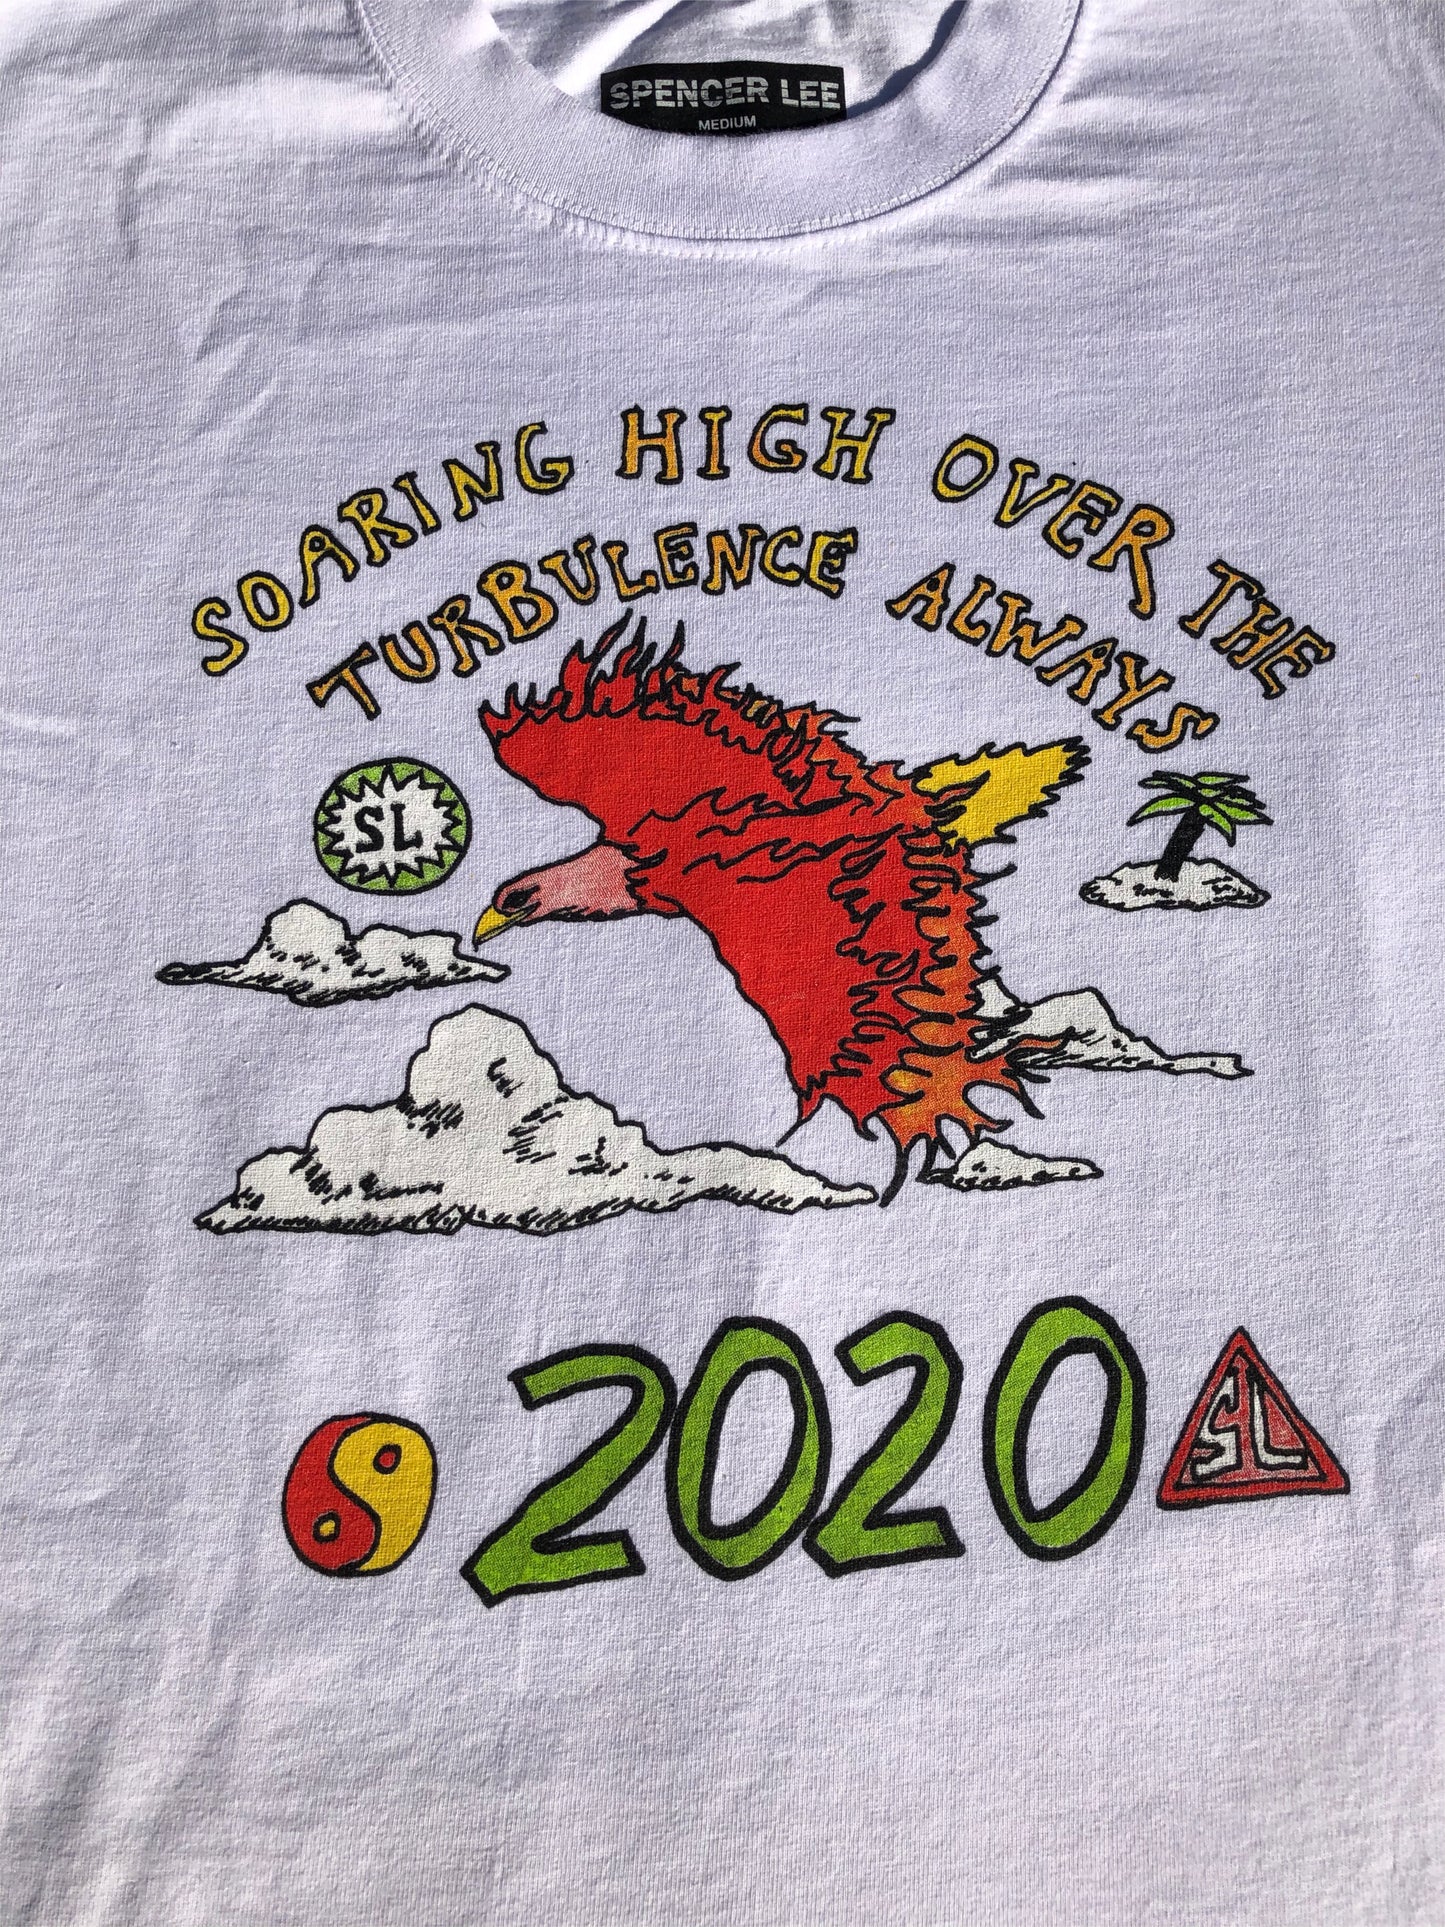 SPENCER LEE
MEDIUM
SOARING HIGH OVER THE
TURBULENCE ALWAYS
SL
2020
SL